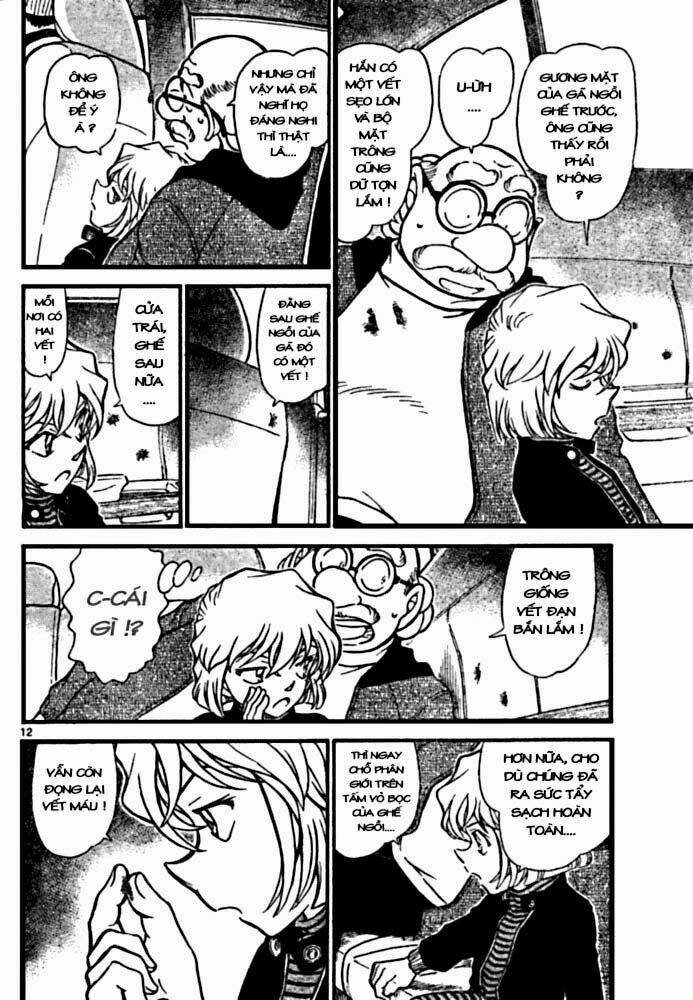 GƯƠNG MẶT
CỦA GÃ NGỒI
GHẾ TRƯỚC,
ÔNG CŨNG
THẤY RỒI
PHẢI
KHÔNG
?
U-ỪH
....
HẮN CÓ
MỘT VẾT
SẸO LỚN
VÀ BỘ
MẶT
TRÔNG
CŨNG
DỮ TỢN
LẮM !
NHƯNG CHỈ
VẬY MÀ ĐÃ
NGHĨ HỌ
ĐÁNG NGHI
THÌ THẬT
LÀ....
ÔNG
KHÔNG
ĐỂ Ý
À ?
ĐẰNG
SAU GHẾ
NGỒI CỦA
GÃ ĐÓ
CÓ MỘT
VẾT !
CỬA
TRÁI,
GHẾ
SAU
NỮA
....
MỖI
NƠI CÓ
HAI
VẾT !
TRÔNG
GIỐNG
VẾT ĐẠN
BẮN LẮM !
C-CÁI
GÌ !?
12
HƠN NỮA, CHO
DÙ CHÚNG ĐÃ
RA SỨC TẨY
SẠCH HOÀN
TOÀN....
THÌ NGAY
CHỖ PHÂN
GIỚI TRÊN
TẤM VỎ BỌC
CỦA GHẾ
NGỒI....
VẪN CÒN
ĐỌNG LẠI
VẾT MÁU !